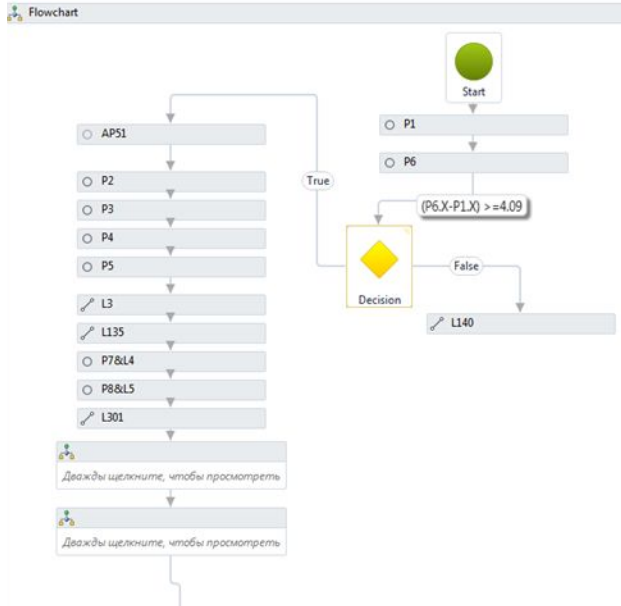 Flowchart
Start
P1
P6
(P6.X-P1.X) >=4.09
True
False
Decision
L140
AP51
P2
P3
P4
P5
L3
L135
P7&L4
P8&L5
L301
Дважды щелкните, чтобы просмотреть
Дважды щелкните, чтобы просмотреть